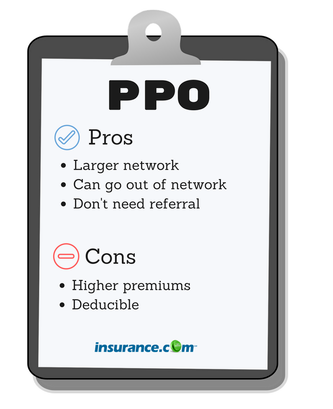 PPO
Pros
Larger network
Can go out of network
Don't need referral
Cons
Higher premiums
Deducible
insurance.com